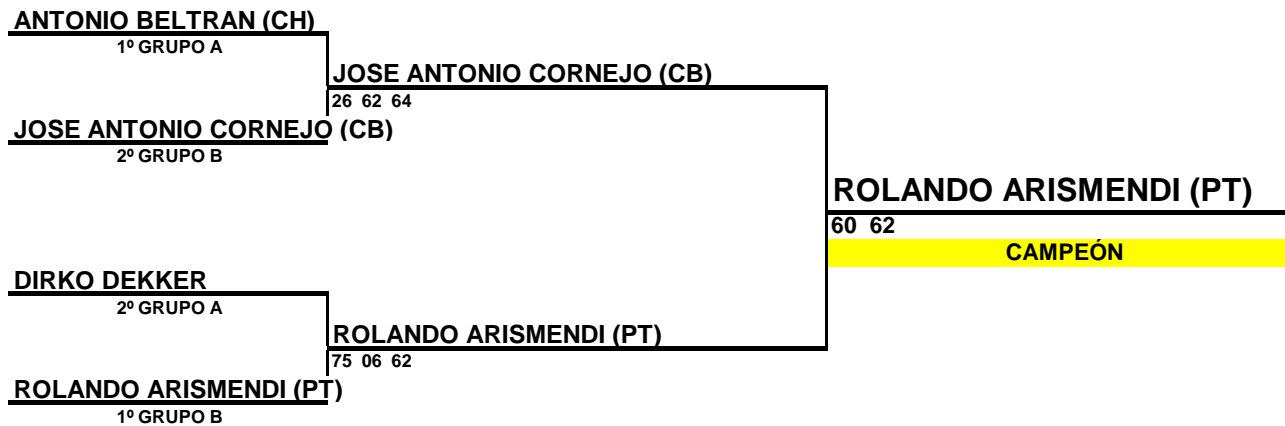 ANTONIO BELTRAN (CH)
1º GRUPO A
JOSE ANTONIO CORNEJO (CB)
26 62 64
JOSE ANTONIO CORNEJO (CB)
2º GRUPO B
ROLANDO ARISMENDI (PT)
60 62
CAMPEÓN
DIRKO DEKKER
2º GRUPO A
ROLANDO ARISMENDI (PT)
75 06 62
ROLANDO ARISMENDI (PT)
1º GRUPO B